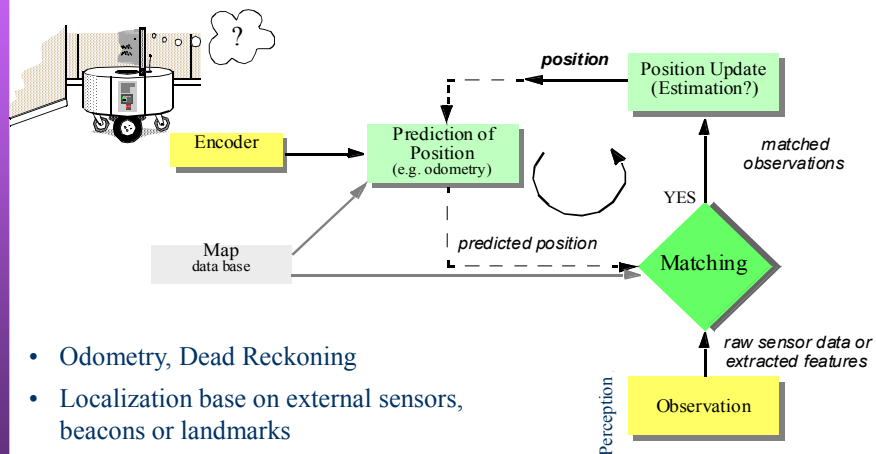 ?
position
Position Update
(Estimation?)
Encoder
Prediction of
Position
(e.g. odometry)
matched
observations
YES
Map
data base
predicted position
Matching
raw sensor data or
extracted features
Observation
Perception
• Odometry, Dead Reckoning
• Localization base on external sensors,
beacons or landmarks